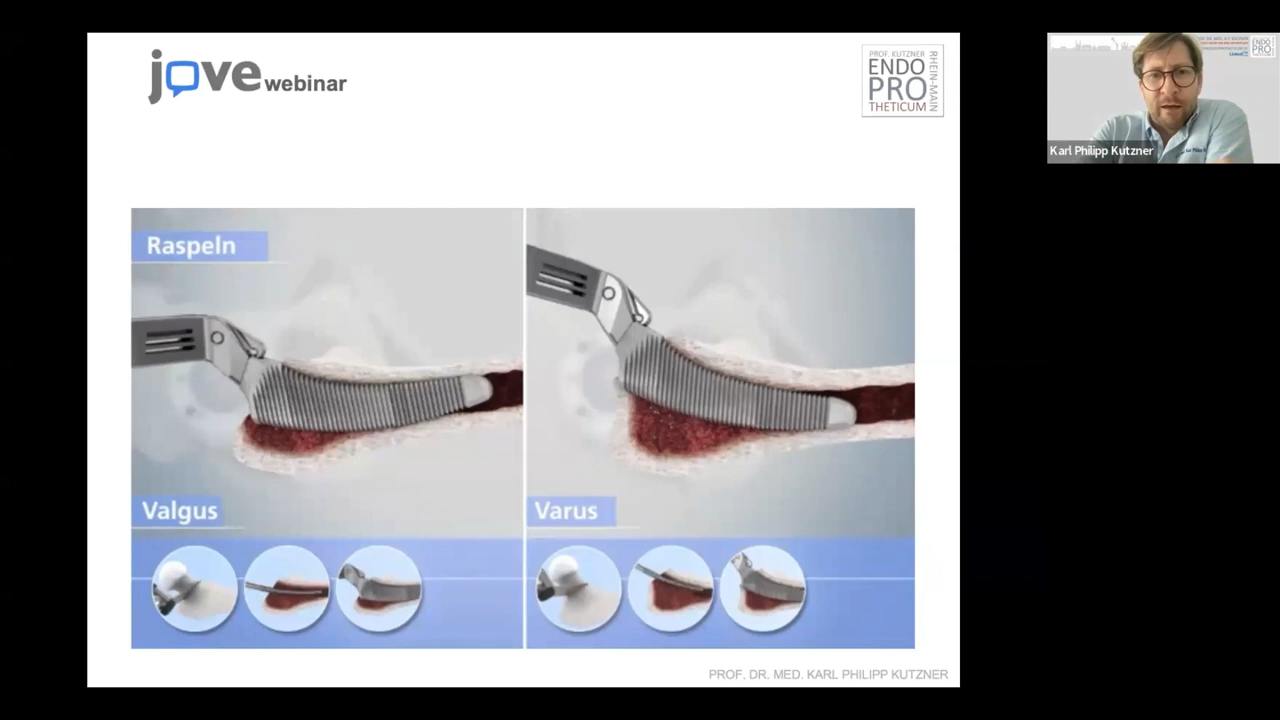 jove webinar
PROF. KUTZNER
ENDO
PRO
THETICUM
RHEIN-MAIN
Karl Philipp Kutzner
Raspeln
Valgus
Varus
PROF. DR. MED. KARL PHILIPP KUTZNER